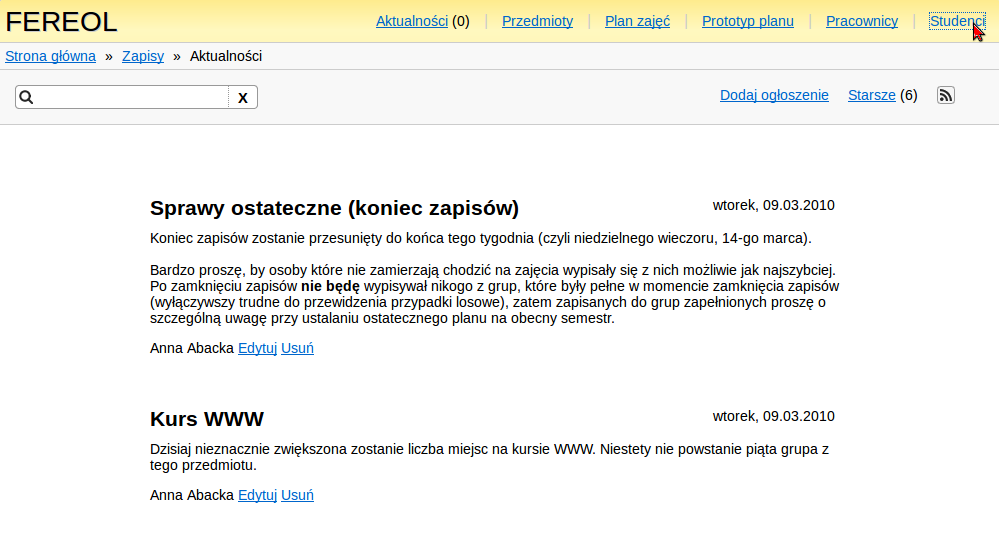 FEREOL
Aktualności (0) | Przedmioty | Plan zajęć | Prototyp planu | Pracownicy | Studenci
Strona główna » Zapisy » Aktualności
X
Dodaj ogłoszenie Starsze (6)
Sprawy ostateczne (koniec zapisów) wtorek, 09.03.2010
Koniec zapisów zostanie przesunięty do końca tego tygodnia (czyli niedzielnego wieczoru, 14-go marca).
Bardzo proszę, by osoby które nie zamierzają chodzić na zajęcia wypisały się z nich możliwie jak najszybciej.
Po zamknięciu zapisów nie będę wypisywał nikogo z grup, które były pełne w momencie zamknięcia zapisów
(wyłączywszy trudne do przewidzenia przypadki losowe), zatem zapisanych do grup zapełnionych proszę o
szczególną uwagę przy ustalaniu ostatecznego planu na obecny semestr.
Anna Abacka Edytuj Usuń
Kurs WWW wtorek, 09.03.2010
Dzisiaj nieznacznie zwiększona zostanie liczba miejsc na kursie WWW. Niestety nie powstanie piąta grupa z
tego przedmiotu.
Anna Abacka Edytuj Usuń